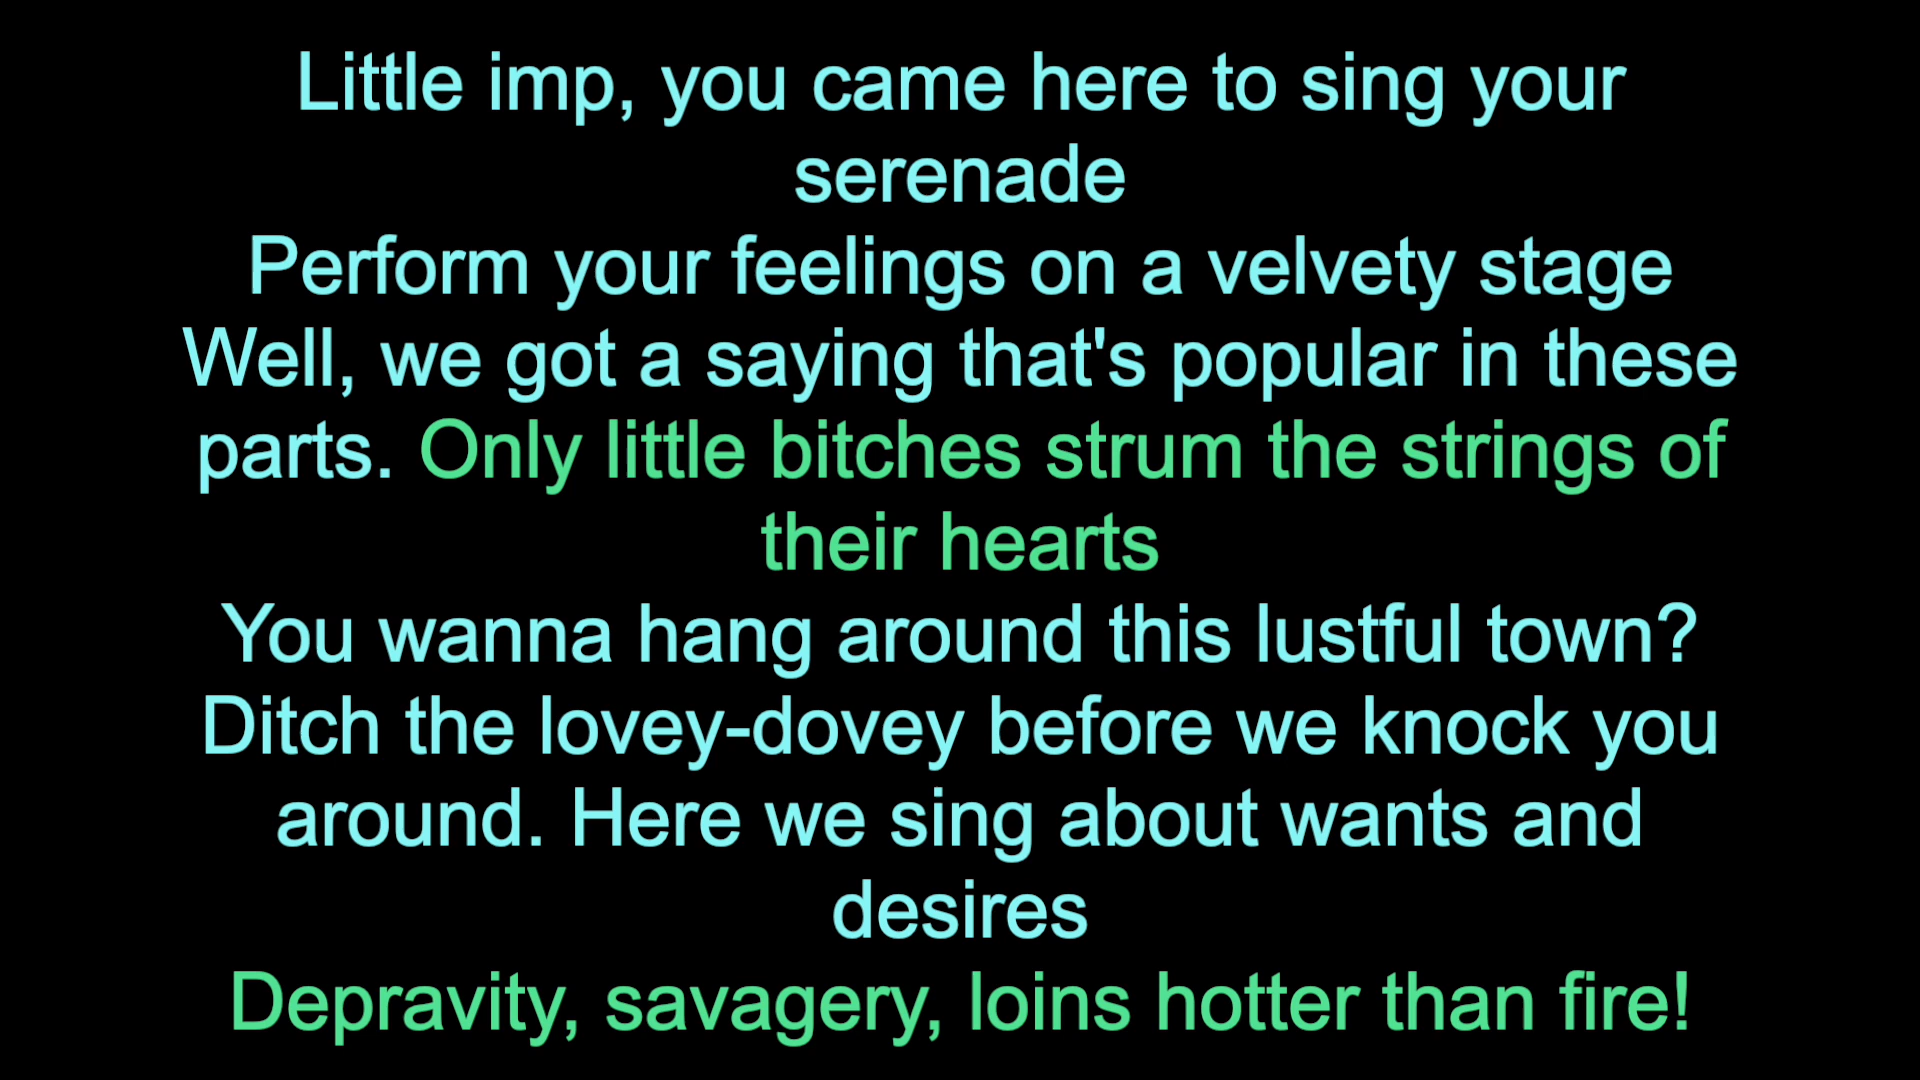 Little imp, you came here to sing your
serenade
Perform your feelings on a velvety stage
Well, we got a saying that's popular in these
parts. Only little bitches strum the strings of
their hearts
You wanna hang around this lustful town?
Ditch the lovey-dovey before we knock you
around. Here we sing about wants and
desires
Depravity, savagery, loins hotter than fire!